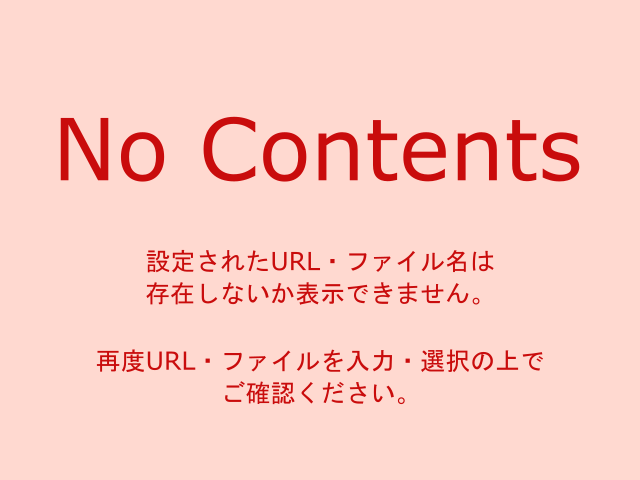 No Contents
設定されたURL・ファイル名は
存在しないか表示できません。
再度URL・ファイルを入力・選択の上で
ご確認ください。